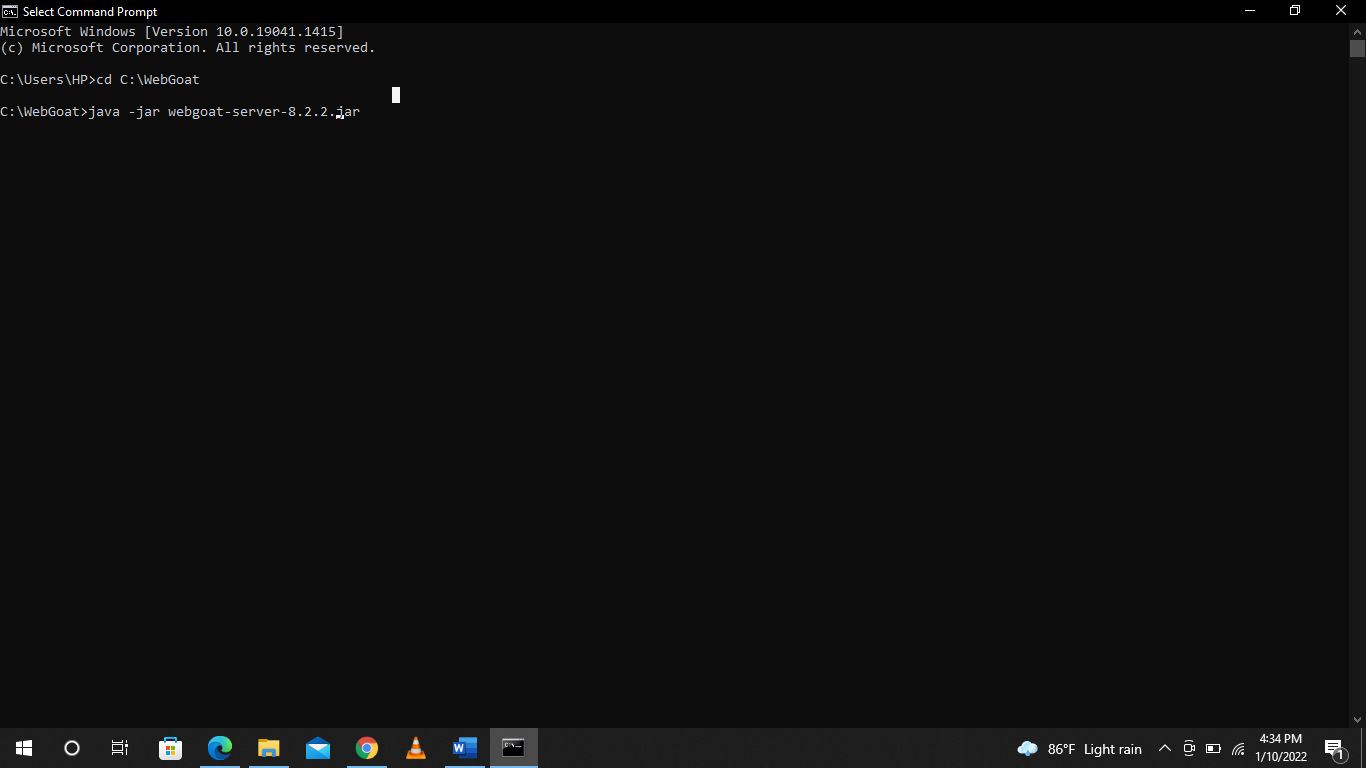 Select Command Prompt
Microsoft Windows [Version 10.0.19041.1415]
(c) Microsoft Corporation. All rights reserved.
C:\Users\HP>cd C:\WebGoat
C:\WebGoat>java -jar webgoat-server-8.2.2.jar
86°F Light rain
4:34 PM
1/10/2022
1